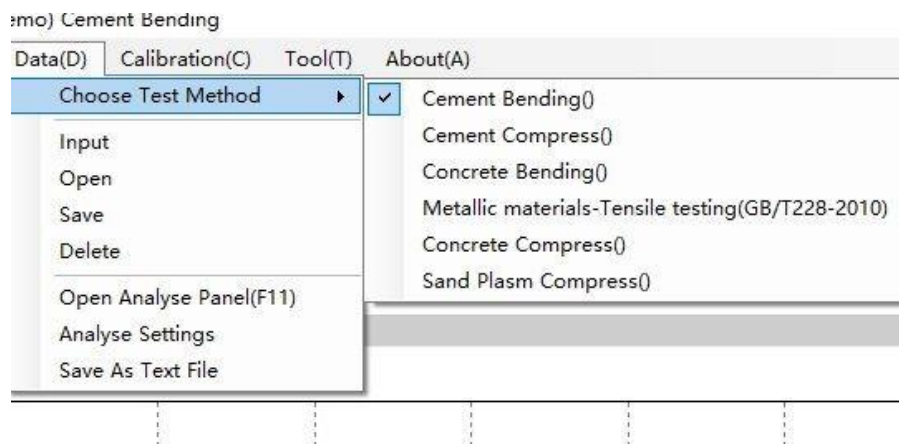 emo) Cement Bending
Data(D) Calibration(C) Tool(T) About(A)
Choose Test Method
Input
Open
Save
Delete
Open Analyse Panel(F11)
Analyse Settings
Save As Text File
Cement Bending()
Cement Compress()
Concrete Bending()
Metallic materials-Tensile testing(GB/T228-2010)
Concrete Compress()
Sand Plasm Compress()